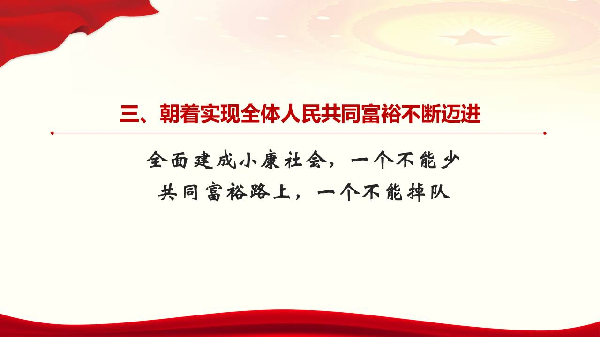 三、朝着实现全体人民共同富裕不断迈进
全面建成小康社会，一个不能少
共同富裕路上，一个不能掉队